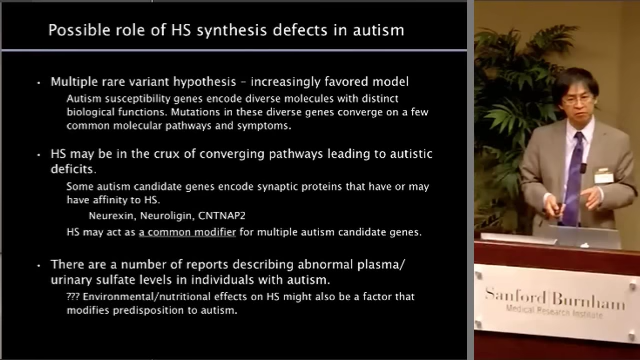 Possible role of HS synthesis defects in autism
• Multiple rare variant hypothesis – increasingly favored model
Autism susceptibility genes encode diverse molecules with distinct
biological functions. Mutations in these diverse genes converge on a few
common molecular pathways and symptoms.
• HS may be in the crux of converging pathways leading to autistic
deficits.
Some autism candidate genes encode synaptic proteins that have or may
have affinity to HS.
Neurexin, Neuroligin, CNTNAP2
HS may act as a common modifier for multiple autism candidate genes.
• There are a number of reports describing abnormal plasma/
urinary sulfate levels in individuals with autism.
??? Environmental/nutritional effects on HS might also be a factor that
modifies predisposition to autism.
Sanford Burnham
Medical Research Institute